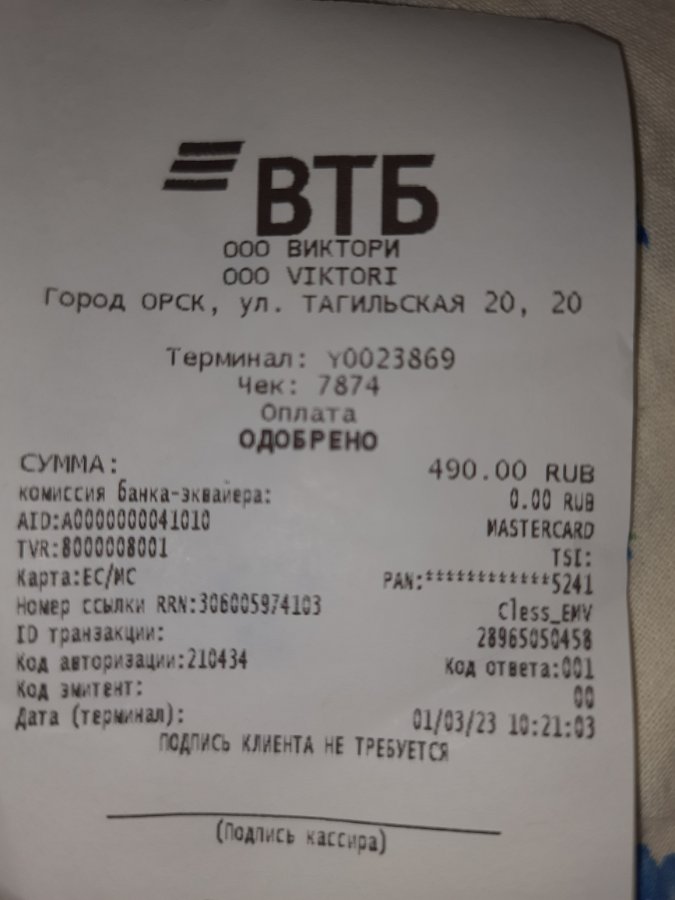 ВТБ
ООО ВИКТОРИ
ООО VIKTORI
Город ОРСК, ул. ТАГИЛЬСКАЯ 20, 20
Терминал: Y0023869
Чек: 7874
Оплата
ОДОБРЕНО
СУММА: 490.00 RUB
комиссия банка-эквайера: 0.00 RUB
AID:A0000000041010 MASTERCARD
TVR:8000008001 TSI:
Карта:EC/MC PAN:************5241
Номер ссылки RRN:306005974103 Cless_EMV
ID транзакции: 28965050458
Код авторизации:210434 Код ответа:001
Код эмитент: 00
Дата (терминал): 01/03/23 10:21:03
ПОДПИСЬ КЛИЕНТА НЕ ТРЕБУЕТСЯ
(Подпись кассира)